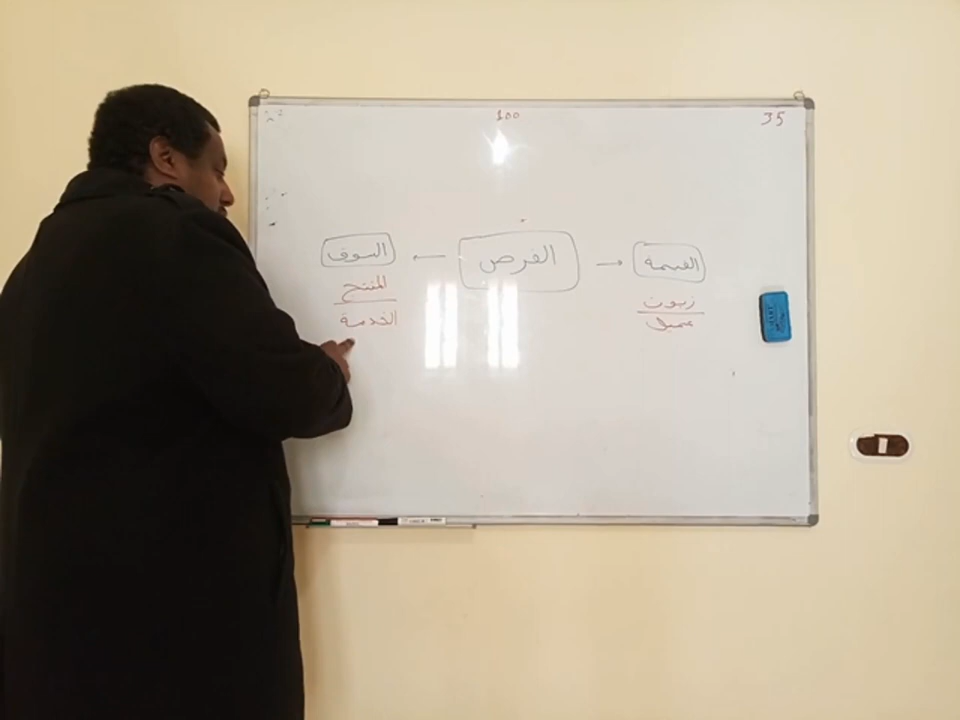 35
100
القيمة
الفرص
السوق
زبون
عميل
المنتج
الخدمة